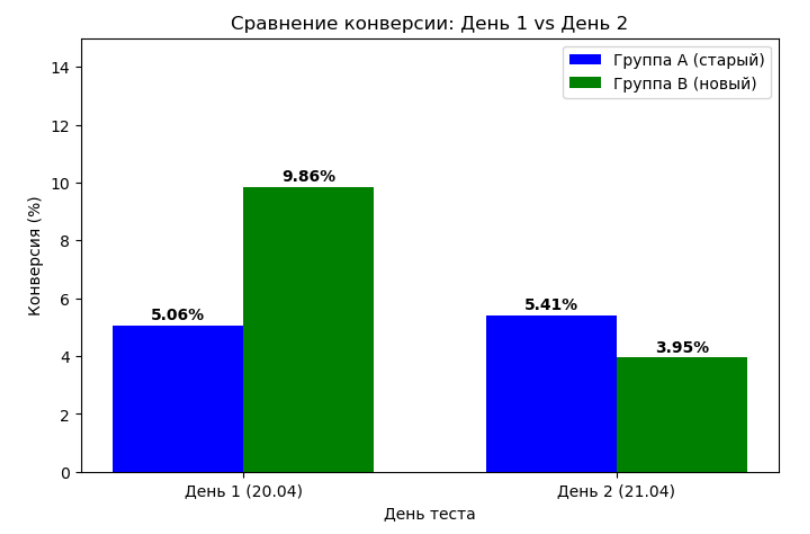 Сравнение конверсии: День 1 vs День 2
Группа А (старый)
Группа B (новый)
Конверсия (%)
14
12
10
8
6
4
2
0
5.06%
9.86%
5.41%
3.95%
День 1 (20.04)
День 2 (21.04)
День теста